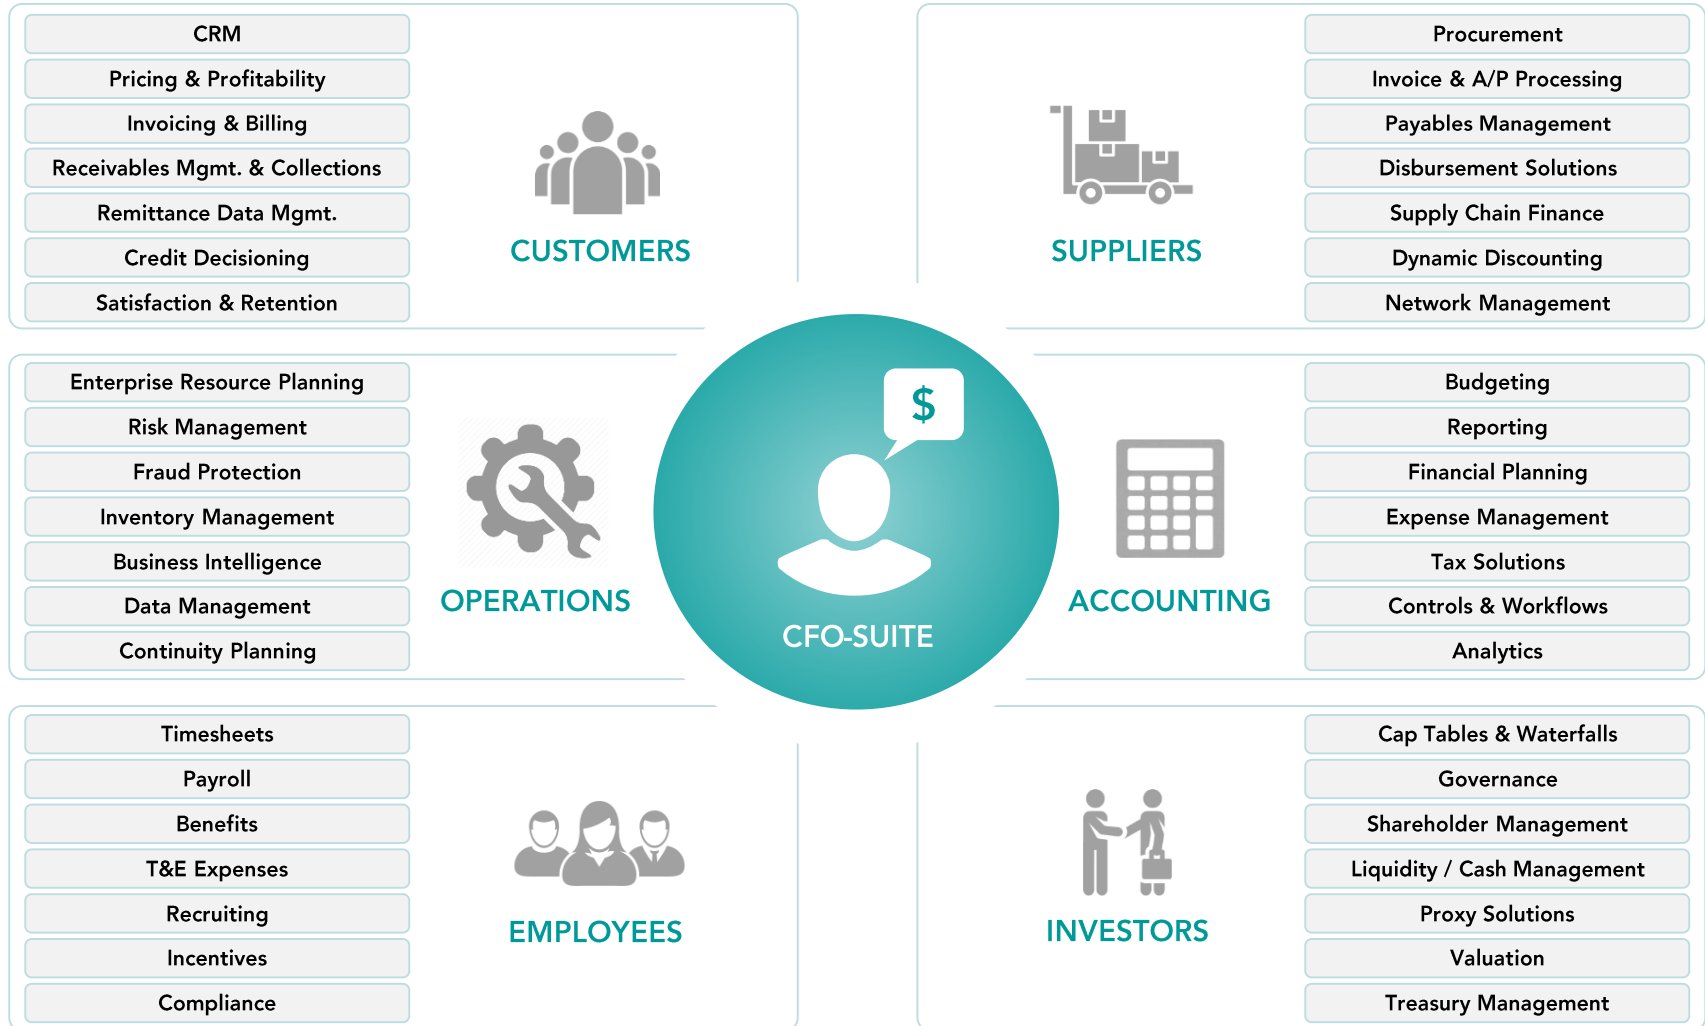 CRM
Pricing & Profitability
Invoicing & Billing
Receivables Mgmt. & Collections
Remittance Data Mgmt.
Credit Decisioning
Satisfaction & Retention
CUSTOMERS
SUPPLIERS
Procurement
Invoice & A/P Processing
Payables Management
Disbursement Solutions
Supply Chain Finance
Dynamic Discounting
Network Management
Enterprise Resource Planning
Risk Management
Fraud Protection
Inventory Management
Business Intelligence
Data Management
Continuity Planning
OPERATIONS
$
CFO-SUITE
ACCOUNTING
Budgeting
Reporting
Financial Planning
Expense Management
Tax Solutions
Controls & Workflows
Analytics
Timesheets
Payroll
Benefits
T&E Expenses
Recruiting
Incentives
Compliance
EMPLOYEES
INVESTORS
Cap Tables & Waterfalls
Governance
Shareholder Management
Liquidity / Cash Management
Proxy Solutions
Valuation
Treasury Management